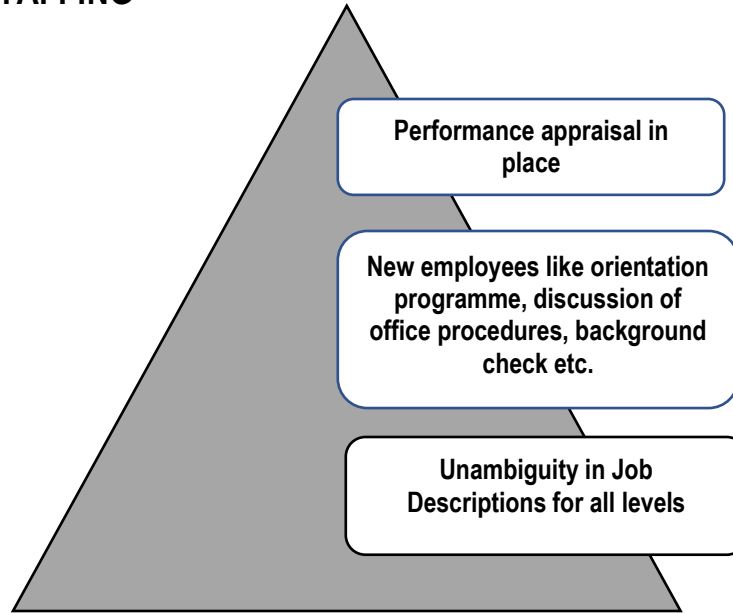 Performance appraisal in
place
New employees like orientation
programme, discussion of
office procedures, background
check etc.
Unambiguity in Job
Descriptions for all levels